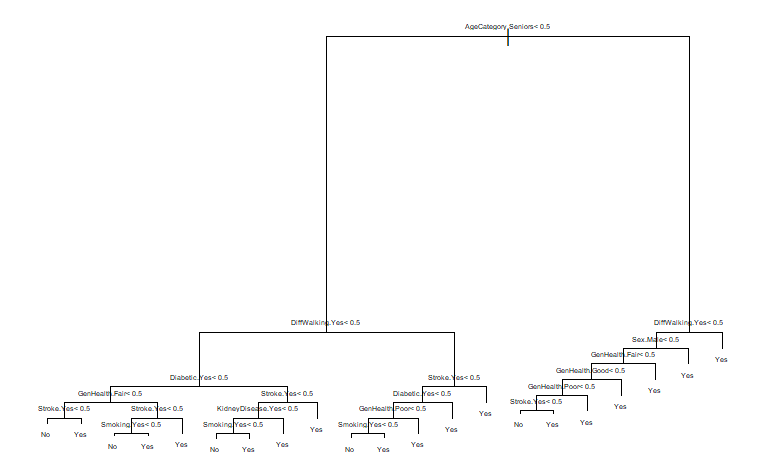 AgeCategory.Seniors< 0.5
DiffWalking.Yes< 0.5
DiffWalking.Yes< 0.5
Sex.Male< 0.5
GenHealth.Fair< 0.5
Yes
Yes
GenHealth.Good< 0.5
Yes
Diabetic.Yes< 0.5
Stroke.Yes< 0.5
GenHealth.Poor< 0.5
Yes
GenHealth.Fair< 0.5
Stroke.Yes< 0.5
Diabetic.Yes< 0.5
Yes
Stroke.Yes< 0.5
Yes
Stroke.Yes< 0.5
Stroke.Yes< 0.5
KidneyDisease.Yes< 0.5
Yes
GenHealth.Poor< 0.5
Yes
No
Yes
No
Yes
Smoking.Yes< 0.5
Yes
Smoking.Yes< 0.5
Yes
Smoking.Yes< 0.5
Yes
No
Yes
No
Yes
No
Yes